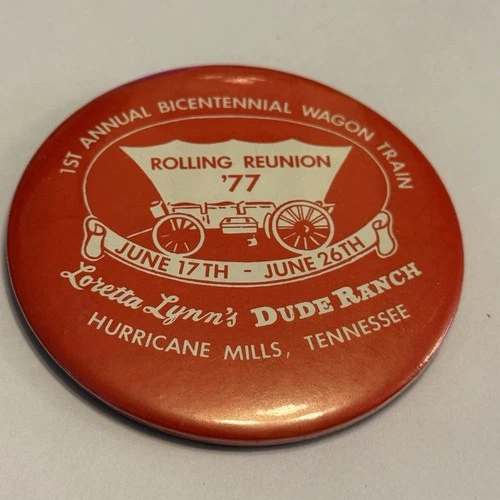 1ST ANNUAL BICENTENNIAL WAGON TRAIN
ROLLING REUNION
'77
JUNE 17TH - JUNE 26TH
Loretta Lynn's DUDE RANCH
HURRICANE MILLS, TENNESSEE